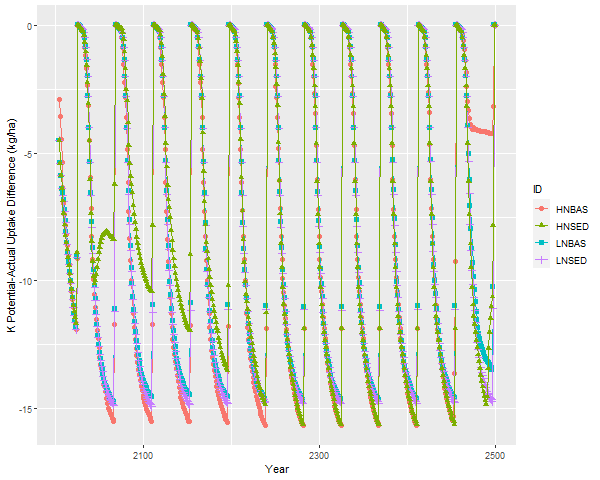 K Potential-Actual Uptake Difference (kg/ha)
0
-5
-10
-15
2100
2300
2500
Year
ID
HNBAS
HNSED
LNBAS
LNSED